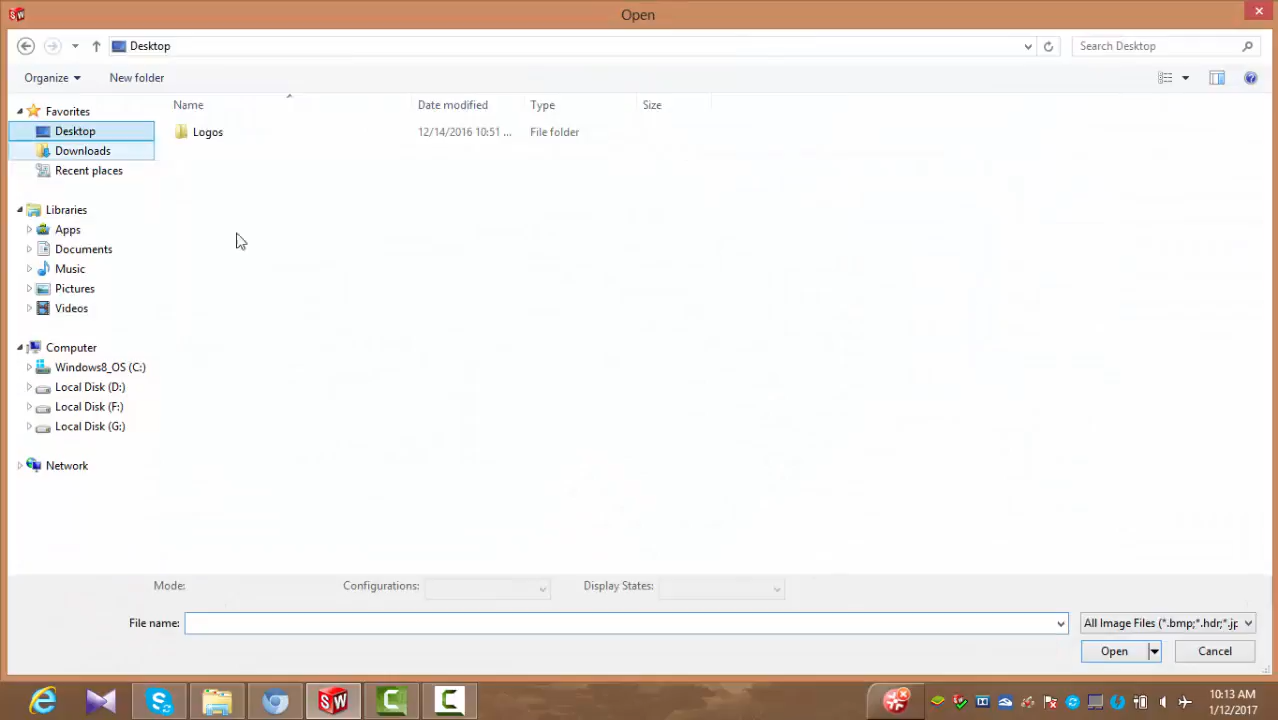 Open
Desktop
Search Desktop
Organize
New folder
Name
Date modified
Type
Size
Favorites
Desktop
Downloads
Recent places
Logos
12/14/2016 10:51 ...
File folder
Libraries
Apps
Documents
Music
Pictures
Videos
Computer
Windows8_OS (C:)
Local Disk (D:)
Local Disk (F:)
Local Disk (G:)
Network
Mode:
Configurations:
Display States:
File name:
All Image Files (*.bmp;*.hdr;*.jp
Open
Cancel
SW
10:13 AM
1/12/2017